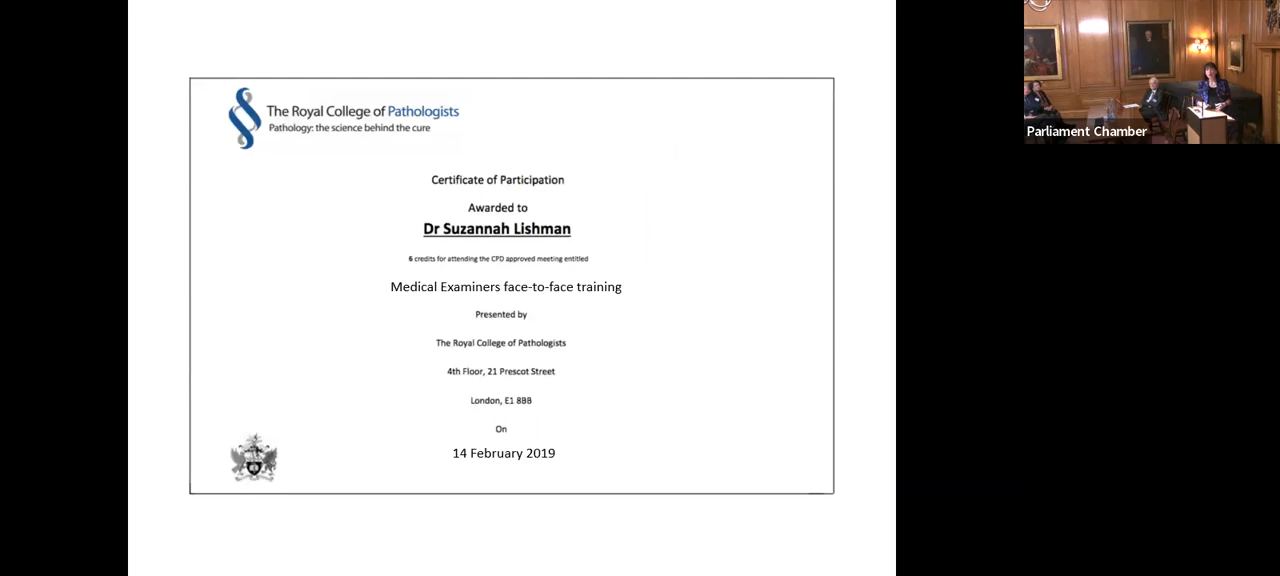 The Royal College of Pathologists
Pathology: the science behind the cure
Certificate of Participation
Awarded to
Dr Suzannah Lishman
6 credits for attending the CPD approved meeting entitled
Medical Examiners face-to-face training
Presented by
The Royal College of Pathologists
4th Floor, 21 Prescot Street
London, E1 8BB
On
14 February 2019
Parliament Chamber